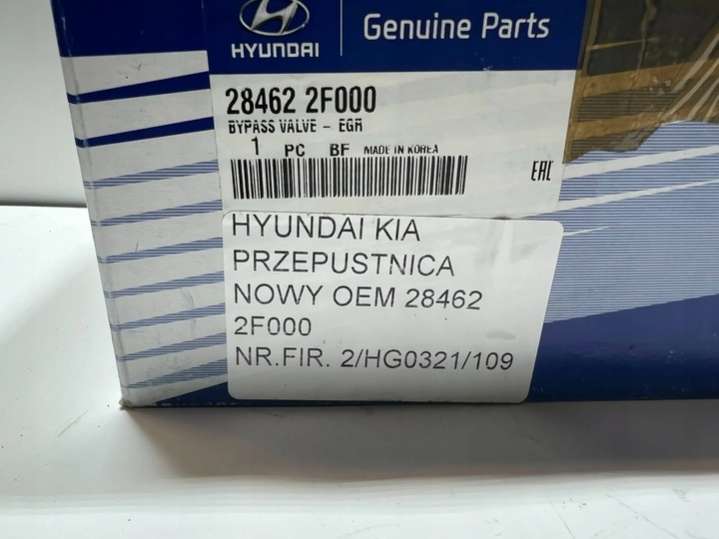 HYUNDAI
Genuine Parts
28462 2F000
BYPASS VALVE - EGR
1 PC BF MADE IN KOREA
EAC
HYUNDAI KIA
PRZEPUSTNICA
NOWY OEM 28462
2F000
NR.FIR. 2/HG0321/109